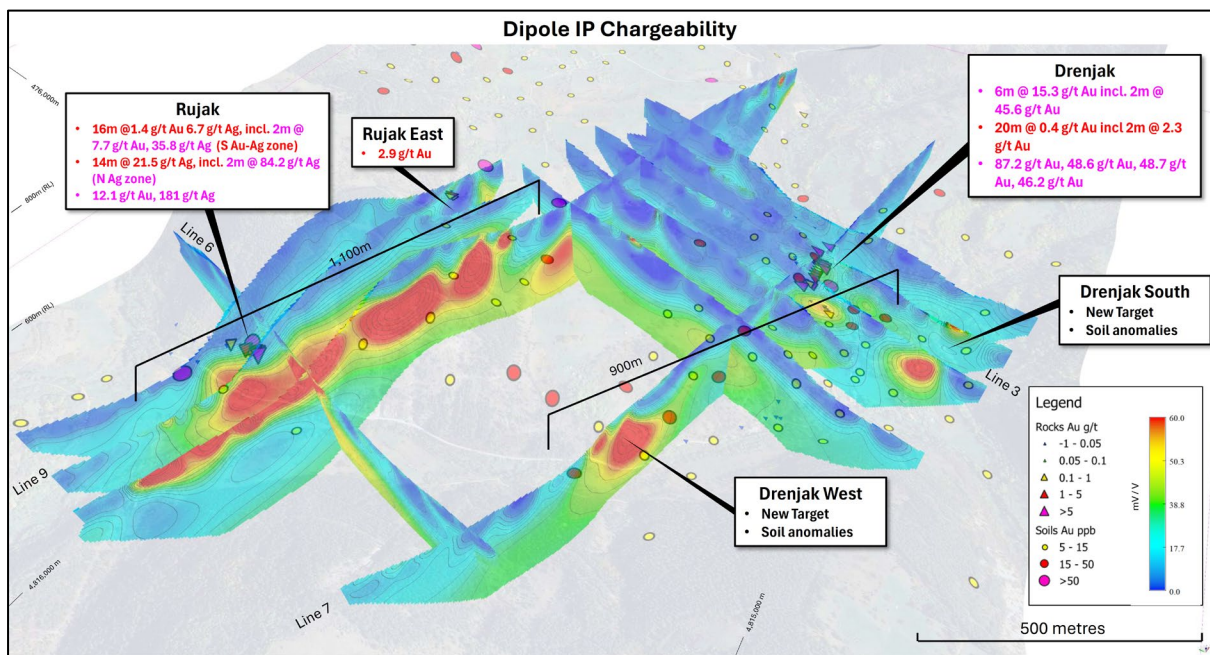 Dipole IP Chargeability
476,000m
800m (RL)
600m (RL)
4,816,000 m
4,815,000 m
Rujak
• 16m @1.4 g/t Au 6.7 g/t Ag, incl. 2m @
7.7 g/t Au, 35.8 g/t Ag (S Au-Ag zone)
• 14m @ 21.5 g/t Ag, incl. 2m @ 84.2 g/t Ag
(N Ag zone)
• 12.1 g/t Au, 181 g/t Ag
Rujak East
• 2.9 g/t Au
Drenjak
• 6m @ 15.3 g/t Au incl. 2m @
45.6 g/t Au
• 20m @ 0.4 g/t Au incl 2m @ 2.3
g/t Au
• 87.2 g/t Au, 48.6 g/t Au, 48.7 g/t
Au, 46.2 g/t Au
Line 6
1,100m
900m
Drenjak South
• New Target
• Soil anomalies
Line 3
Line 9
Line 7
Drenjak West
• New Target
• Soil anomalies
Legend
Rocks Au g/t
-1 - 0.05
0.05 - 0.1
0.1 - 1
1 - 5
>5
Soils Au ppb
5 - 15
15 - 50
>50
60.0
50.3
38.8
17.7
0.0
mV / V
500 metres